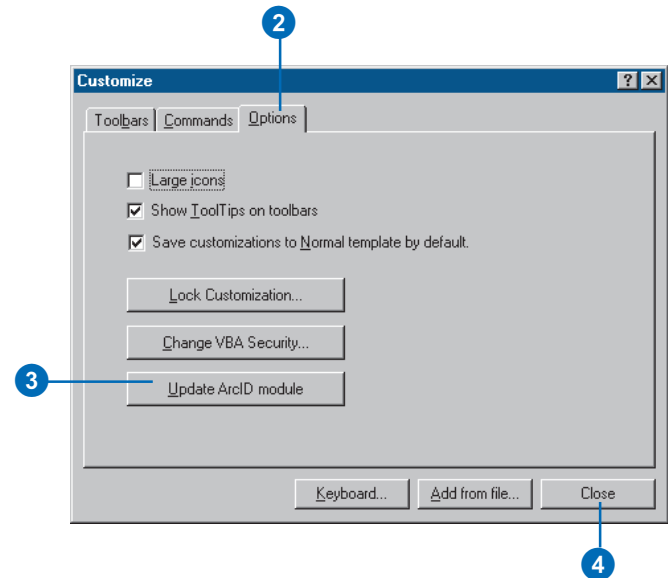 2
Customize
Toolbars Commands Options
Large icons
Show ToolTips on toolbars
Save customizations to Normal template by default.
Lock Customization...
Change VBA Security...
3
Update ArcID module
Keyboard... Add from file... Close
4